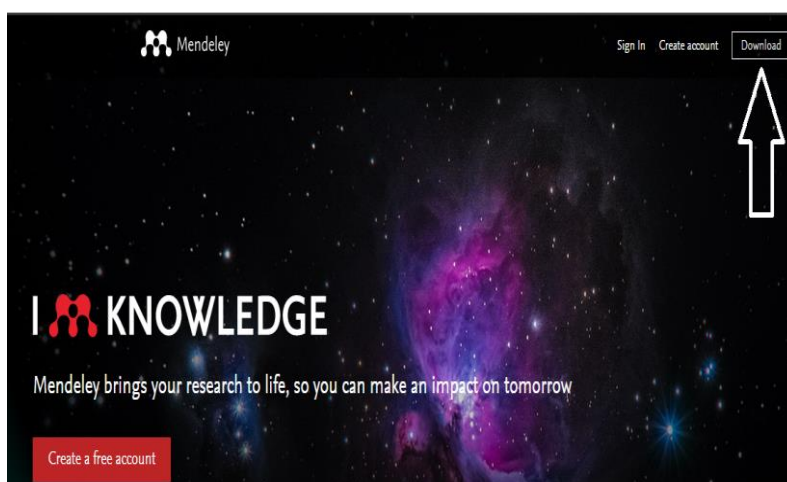 Mendeley
Sign In Create account Download
I KNOWLEDGE
Mendeley brings your research to life, so you can make an impact on tomorrow
Create a free account